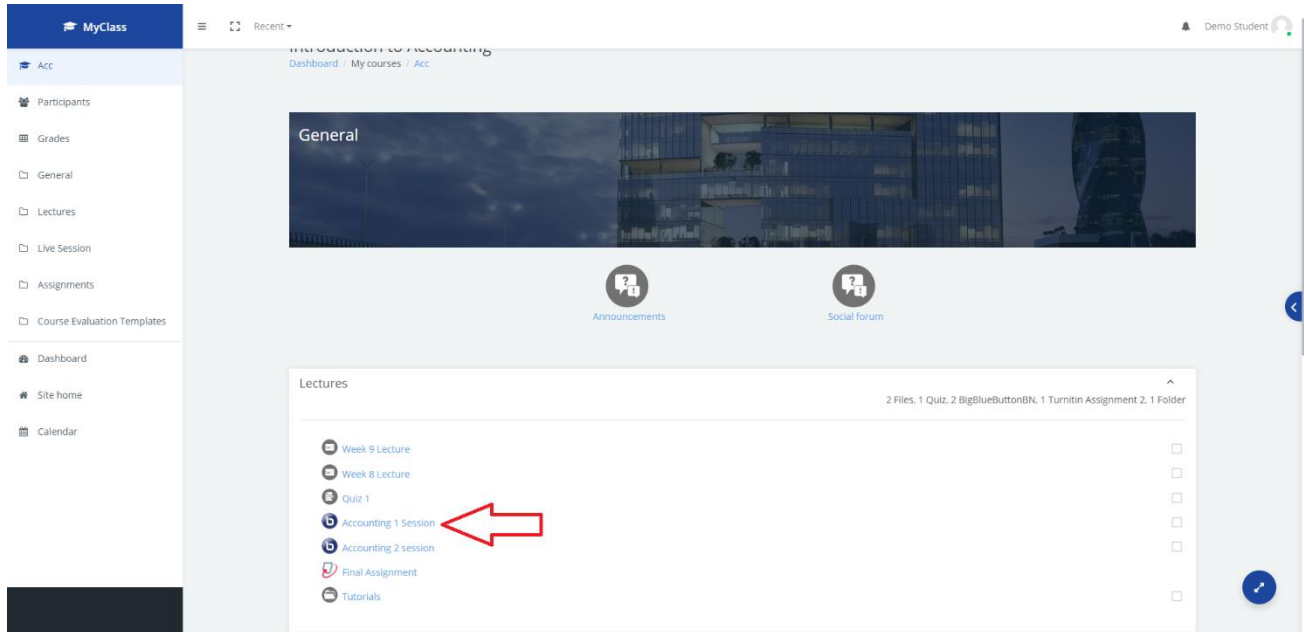 MyClass
Recent
Demo Student
Acc
Participants
Grades
General
Lectures
Live Session
Assignments
Course Evaluation Templates
Dashboard
Site home
Calendar
Introduction to Accounting
Dashboard / My courses / Acc
General
Announcements
Social forum
Lectures
2 Files, 1 Quiz, 2 BigBlueButtonBN, 1 Turnitin Assignment 2, 1 Folder
Week 9 Lecture
Week 8 Lecture
Quiz 1
Accounting 1 Session
Accounting 2 session
Final Assignment
Tutorials